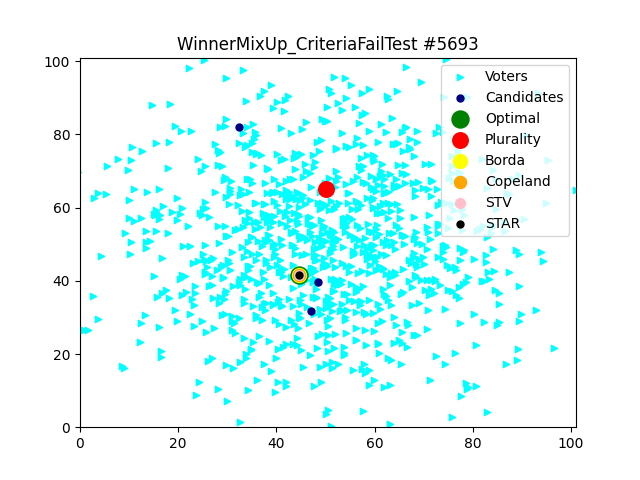 WinnerMixUp_CriteriaFailTest #5693
100
80
60
40
20
0
0
20
40
60
80
100
Voters
Candidates
Optimal
Plurality
Borda
Copeland
STV
STAR